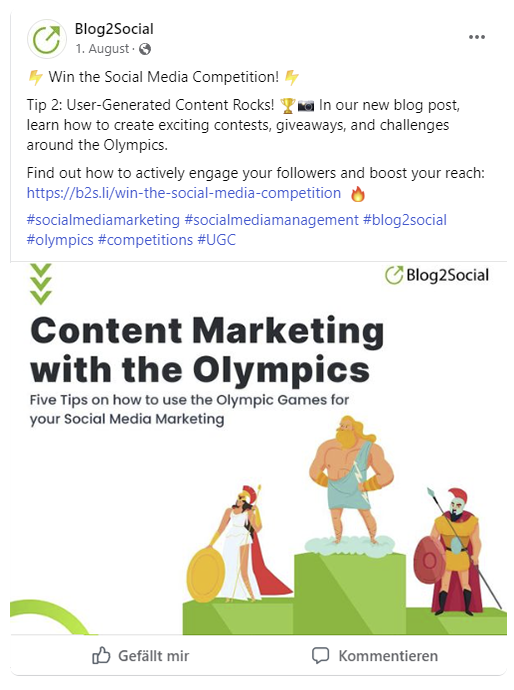 Blog2Social
1. August ·
⚡ Win the Social Media Competition! ⚡
Tip 2: User-Generated Content Rocks! 🏆📷 In our new blog post,
learn how to create exciting contests, giveaways, and challenges
around the Olympics.
Find out how to actively engage your followers and boost your reach:
https://b2s.li/win-the-social-media-competition 🔥
#socialmediamarketing #socialmediamanagement #blog2social
#olympics #competitions #UGC
Blog2Social
Content Marketing
with the Olympics
Five Tips on how to use the Olympic Games for
your Social Media Marketing
Gefällt mir
Kommentieren